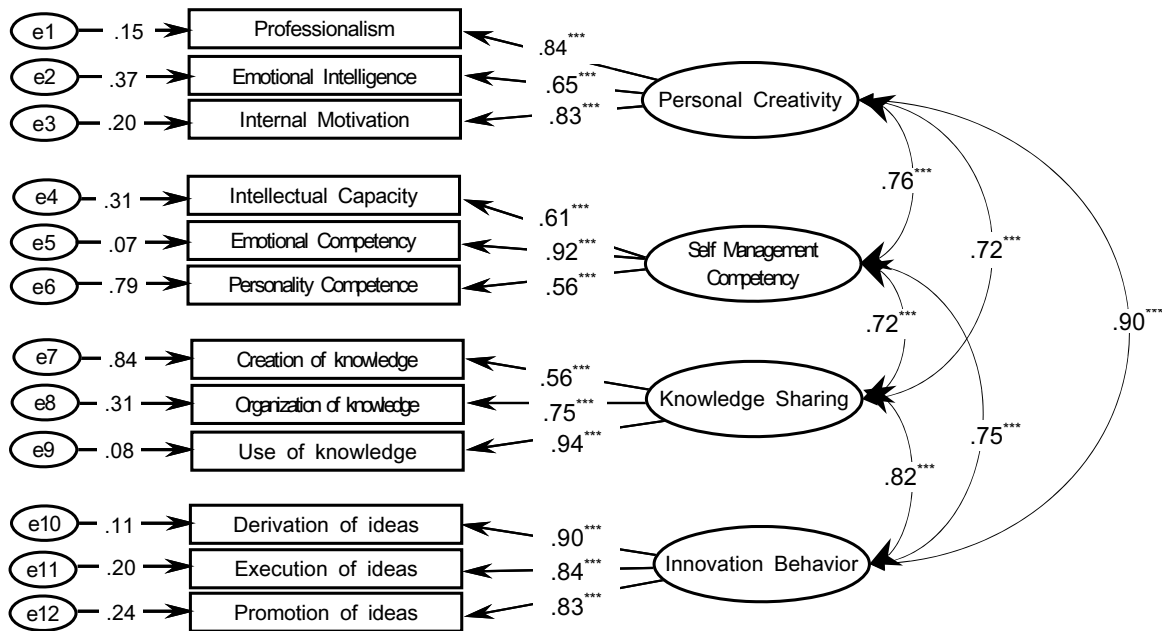 e1 .15 Professionalism .84***
e2 .37 Emotional Intelligence .65*** Personal Creativity
e3 .20 Internal Motivation .83***
.76***
e4 .31 Intellectual Capacity .61***
e5 .07 Emotional Competency .92*** Self Management Competency .72***
e6 .79 Personality Competence .56***
.72*** .90***
e7 .84 Creation of knowledge .56***
e8 .31 Organization of knowledge .75*** Knowledge Sharing
e9 .08 Use of knowledge .94*** .75***
.82***
e10 .11 Derivation of ideas .90***
e11 .20 Execution of ideas .84*** Innovation Behavior
e12 .24 Promotion of ideas .83***